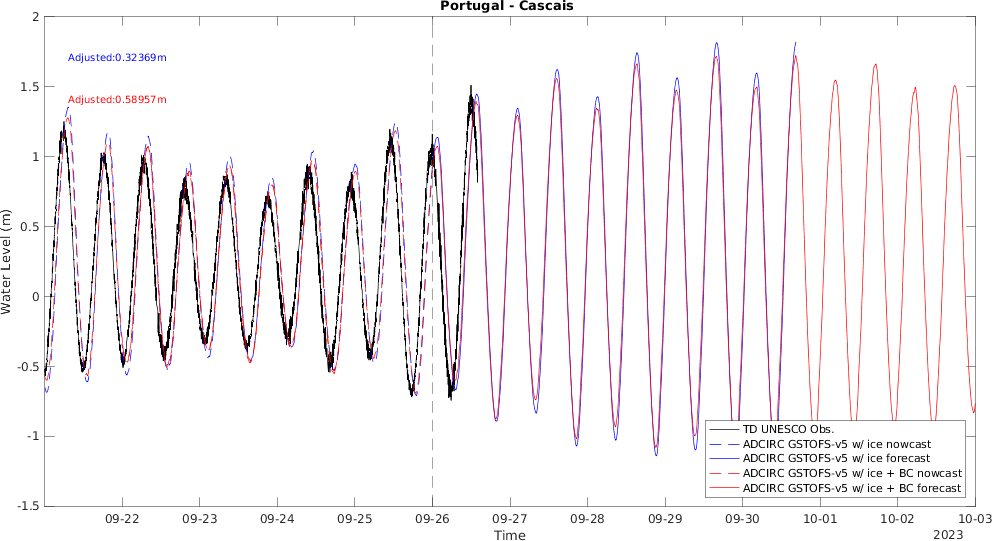 Portugal - Cascais
2
1.5
1
0.5
0
-0.5
-1
-1.5
Water Level (m)
Adjusted:0.32369m
Adjusted:0.58957m
TD UNESCO Obs.
ADCIRC GSTOFS-v5 w/ ice nowcast
ADCIRC GSTOFS-v5 w/ ice forecast
ADCIRC GSTOFS-v5 w/ ice + BC nowcast
ADCIRC GSTOFS-v5 w/ ice + BC forecast
09-22 09-23 09-24 09-25 09-26 09-27 09-28 09-29 09-30 10-01 10-02 10-03
Time
2023